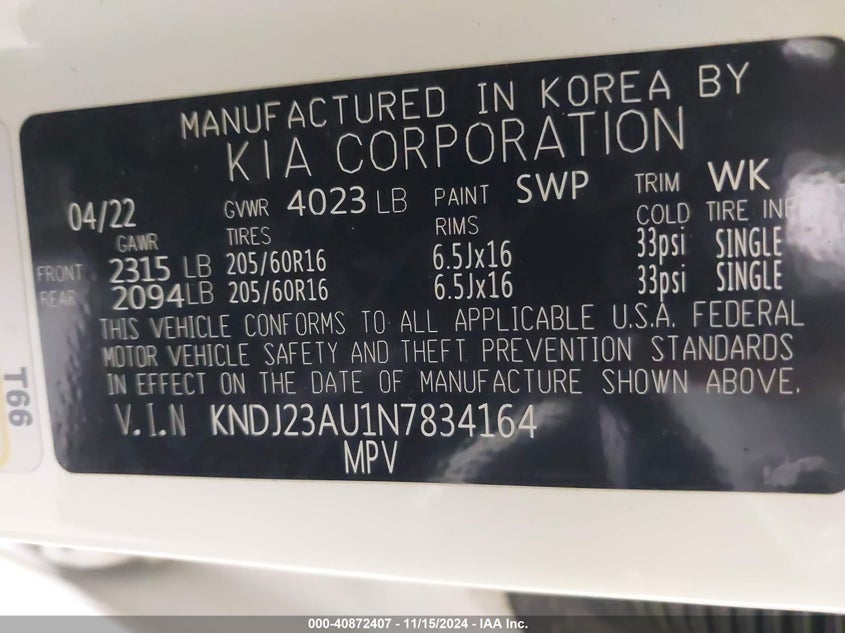 MANUFACTURED IN KOREA BY
KIA CORPORATION
04/22 GVWR 4023 LB PAINT SWP TRIM WK
GAWR TIRES RIMS COLD TIRE INF
FRONT 2315 LB 205/60R16 6.5Jx16 33psi SINGLE
REAR 2094 LB 205/60R16 6.5Jx16 33psi SINGLE
THIS VEHICLE CONFORMS TO ALL APPLICABLE U.S.A. FEDERAL
MOTOR VEHICLE SAFETY AND THEFT PREVENTION STANDARDS
IN EFFECT ON THE DATE OF MANUFACTURE SHOWN ABOVE.
V.I.N KNDJ23AU1N7834164
MPV
T66
000-40872407 - 11/15/2024 - IAA Inc.